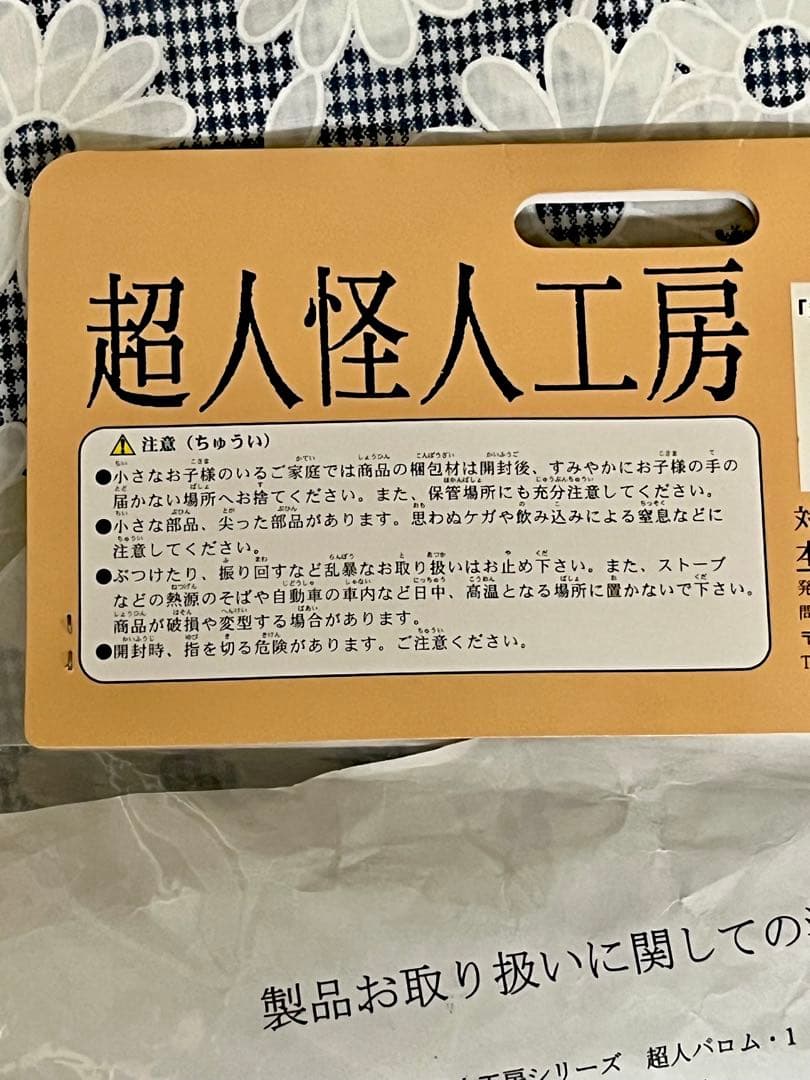 超人怪人工房
注意（ちゅうい）
●小さなお子様のいるご家庭では商品の梱包材は開封後、すみやかにお子様の手の
届かない場所へお捨てください。また、保管場所にも充分注意してください。
●小さな部品、尖った部品があります。思わぬケガや飲み込みによる窒息などに
注意してください。
●ぶつけたり、振り回すなど乱暴なお取り扱いはお止め下さい。また、ストーブ
などの熱源のそばや自動車の車内など日中、高温となる場所に置かないで下さい。
商品が破損や変型する場合があります。
●開封時、指を切る危険があります。ご注意ください。
対
本
発
問
〒
T
製品お取り扱いに関しての
工房シリーズ 超人バロム・1